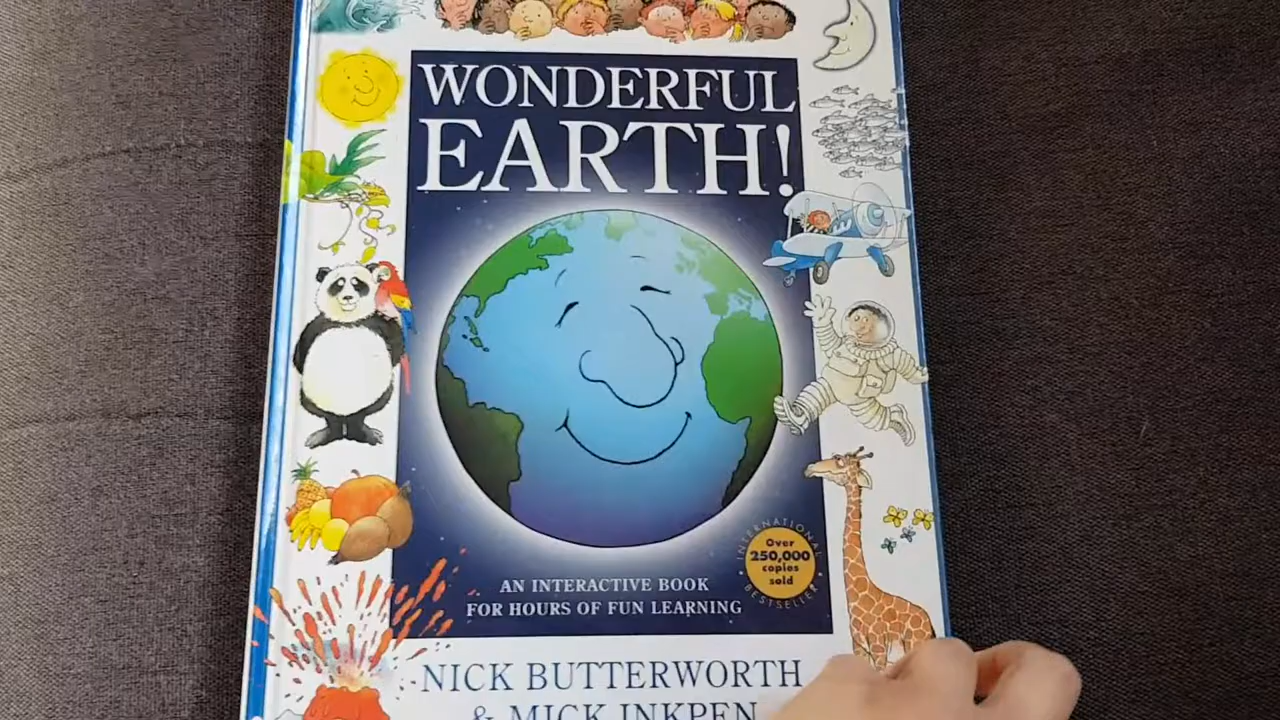 WONDERFUL
EARTH!
INTERNATIONAL
Over
250,000
copies
sold
BESTSELLER
AN INTERACTIVE BOOK
FOR HOURS OF FUN LEARNING
NICK BUTTERWORTH
& MICK INKPEN